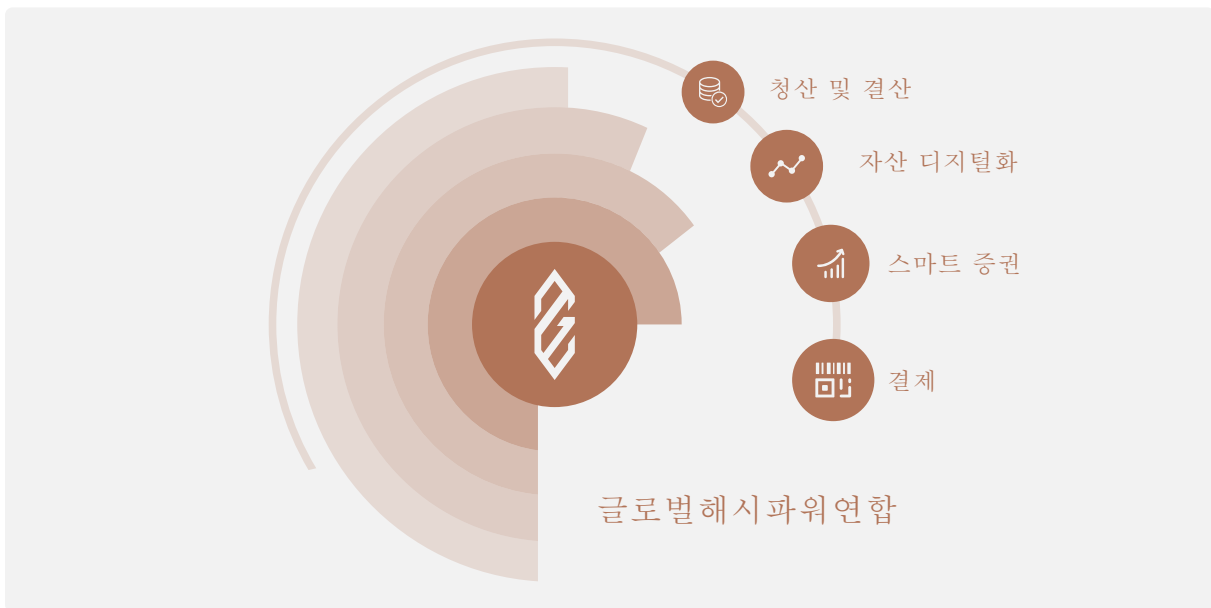 청산 및 결산
자산 디지털화
스마트 증권
결제
글로벌해시파워연합